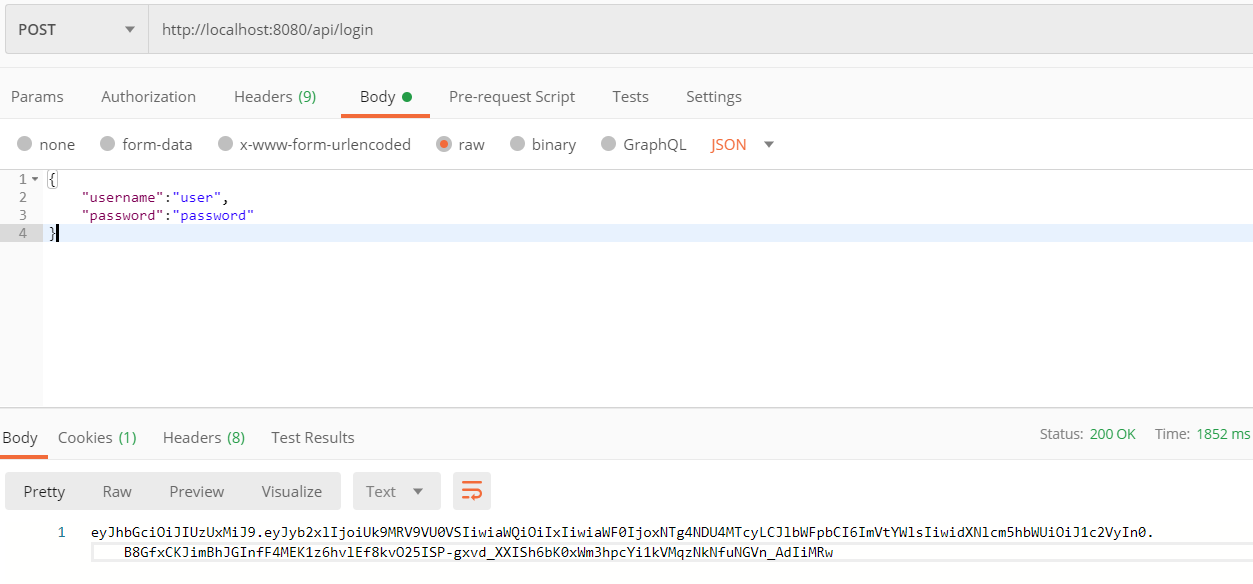 POST http://localhost:8080/api/login
Params Authorization Headers (9) Body Pre-request Script Tests Settings
none form-data x-www-form-urlencoded raw binary GraphQL JSON
1 {
2 "username":"user",
3 "password":"password"
4 }
Body Cookies (1) Headers (8) Test Results Status: 200 OK Time: 1852 ms
Pretty Raw Preview Visualize Text
1 eyJhbGciOiJIUzUxMiJ9.eyJyb2xlIjoiUk9MRV9VU0VSIiwiaWQiOiIxIiwiaWF0IjoxNTg4NDU4MTcyLCJlbWFpbCI6ImVtYWlsIiwidXNlcm5hbWUiOiJ1c2VyIn0.
B8GfxCKJimBhJGInfF4MEK1z6hvlEf8kvO25ISP-gxvd_XXISh6bK0xWm3hpcYi1kVMqzNkNfuNGVn_AdIiMRw